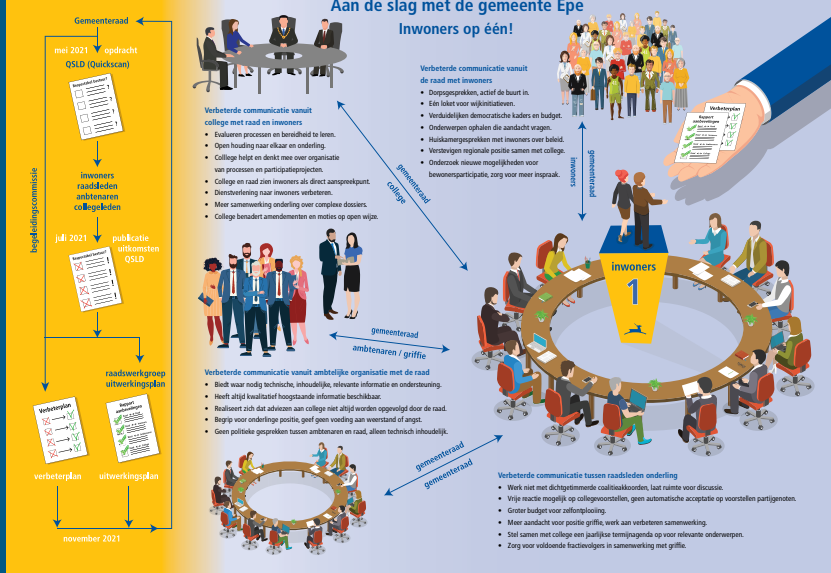 Aan de slag met de gemeente Epe
Inwoners op één!
Gemeenteraad
mei 2021 opdracht
QSLD (Quickscan)
inwoners
raadsleden
ambtenaren
collegeleden
juli 2021 publicatie
uitkomsten
QSLD
begeleidingscommissie
raadswerkgroep
uitwerkingsplan
Verbeterplan
Rapport
aanbevelingen
verbeterplan
uitwerkingsplan
november 2021
Verbeterde communicatie vanuit
college met raad en inwoners
• Evalueren processen en bereidheid te leren.
• Open houding naar elkaar en onderling.
• Colllege helpt en denkt mee over organisatie
van processen en participatieprojecten.
• College en raad zien inwoners als direct aanspreekpunt.
• Dienstverlening naar inwoners verbeteren.
• Meer samenwerking onderling over complexe dossiers.
• College benadert amendementen en moties op open wijze.
gemeenteraad
college
Verbeterde communicatie vanuit
de raad met inwoners
• Dorpsgesprekken, actief de buurt in.
• Eén loket voor wijkinitiatieven.
• Verduidelijken democratische kaders en budget.
• Onderwerpen ophalen die aandacht vragen.
• Huiskamergesprekken met inwoners over beleid.
• Verstevigen regionale positie samen met college.
• Onderzoek nieuwe mogelijkheden voor
bewonersparticipatie, zorg voor meer inspraak.
gemeenteraad
inwoners
Verbeterplan
Rapport
aanbevelingen
inwoners
1
gemeenteraad
ambtenaren / griffie
Verbeterde communicatie vanuit ambtelijke organisatie met de raad
• Biedt waar nodig technische, inhoudelijke, relevante informatie en ondersteuning.
• Heeft altijd kwalitatief hoogstaande informatie beschikbaar.
• Realiseert zich dat adviezen aan college niet altijd worden opgevolgd door de raad.
• Begrip voor onderlinge positie, geef geen voeding aan weerstand of angst.
• Geen politieke gesprekken tussen ambtenaren en raad, alleen technisch inhoudelijk.
gemeenteraad
gemeenteraad
Verbeterde communicatie tussen raadsleden onderling
• Werk niet met dichtgetimmerde coalitieakkoorden, laat ruimte voor discussie.
• Vrije reactie mogelijk op collegevoorstellen, geen automatische acceptatie op voorstellen partijgenoten.
• Groter budget voor zelfontplooiing.
• Meer aandacht voor positie griffie, werk aan verbeteren samenwerking.
• Stel samen met college een jaarlijkse termijnagenda op voor relevante onderwerpen.
• Zorg voor voldoende fractievolgers in samenwerking met griffie.